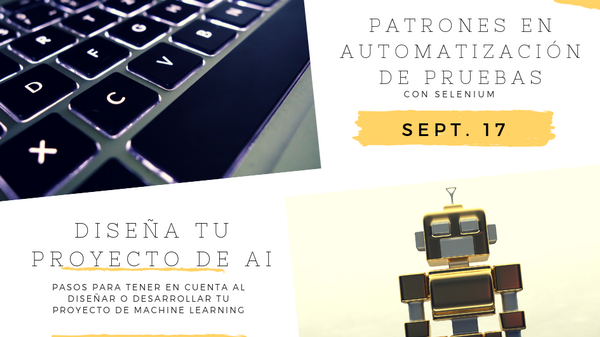 PATRONES EN
AUTOMATIZACIÓN
DE PRUEBAS
CON SELENIUM
SEPT. 17
D
F
C
V
X
DISEÑA TU
PROYECTO DE AI
PASOS PARA TENER EN CUENTA AL
DISEÑAR O DESARROLLAR TU
PROYECTO DE MACHINE LEARNING